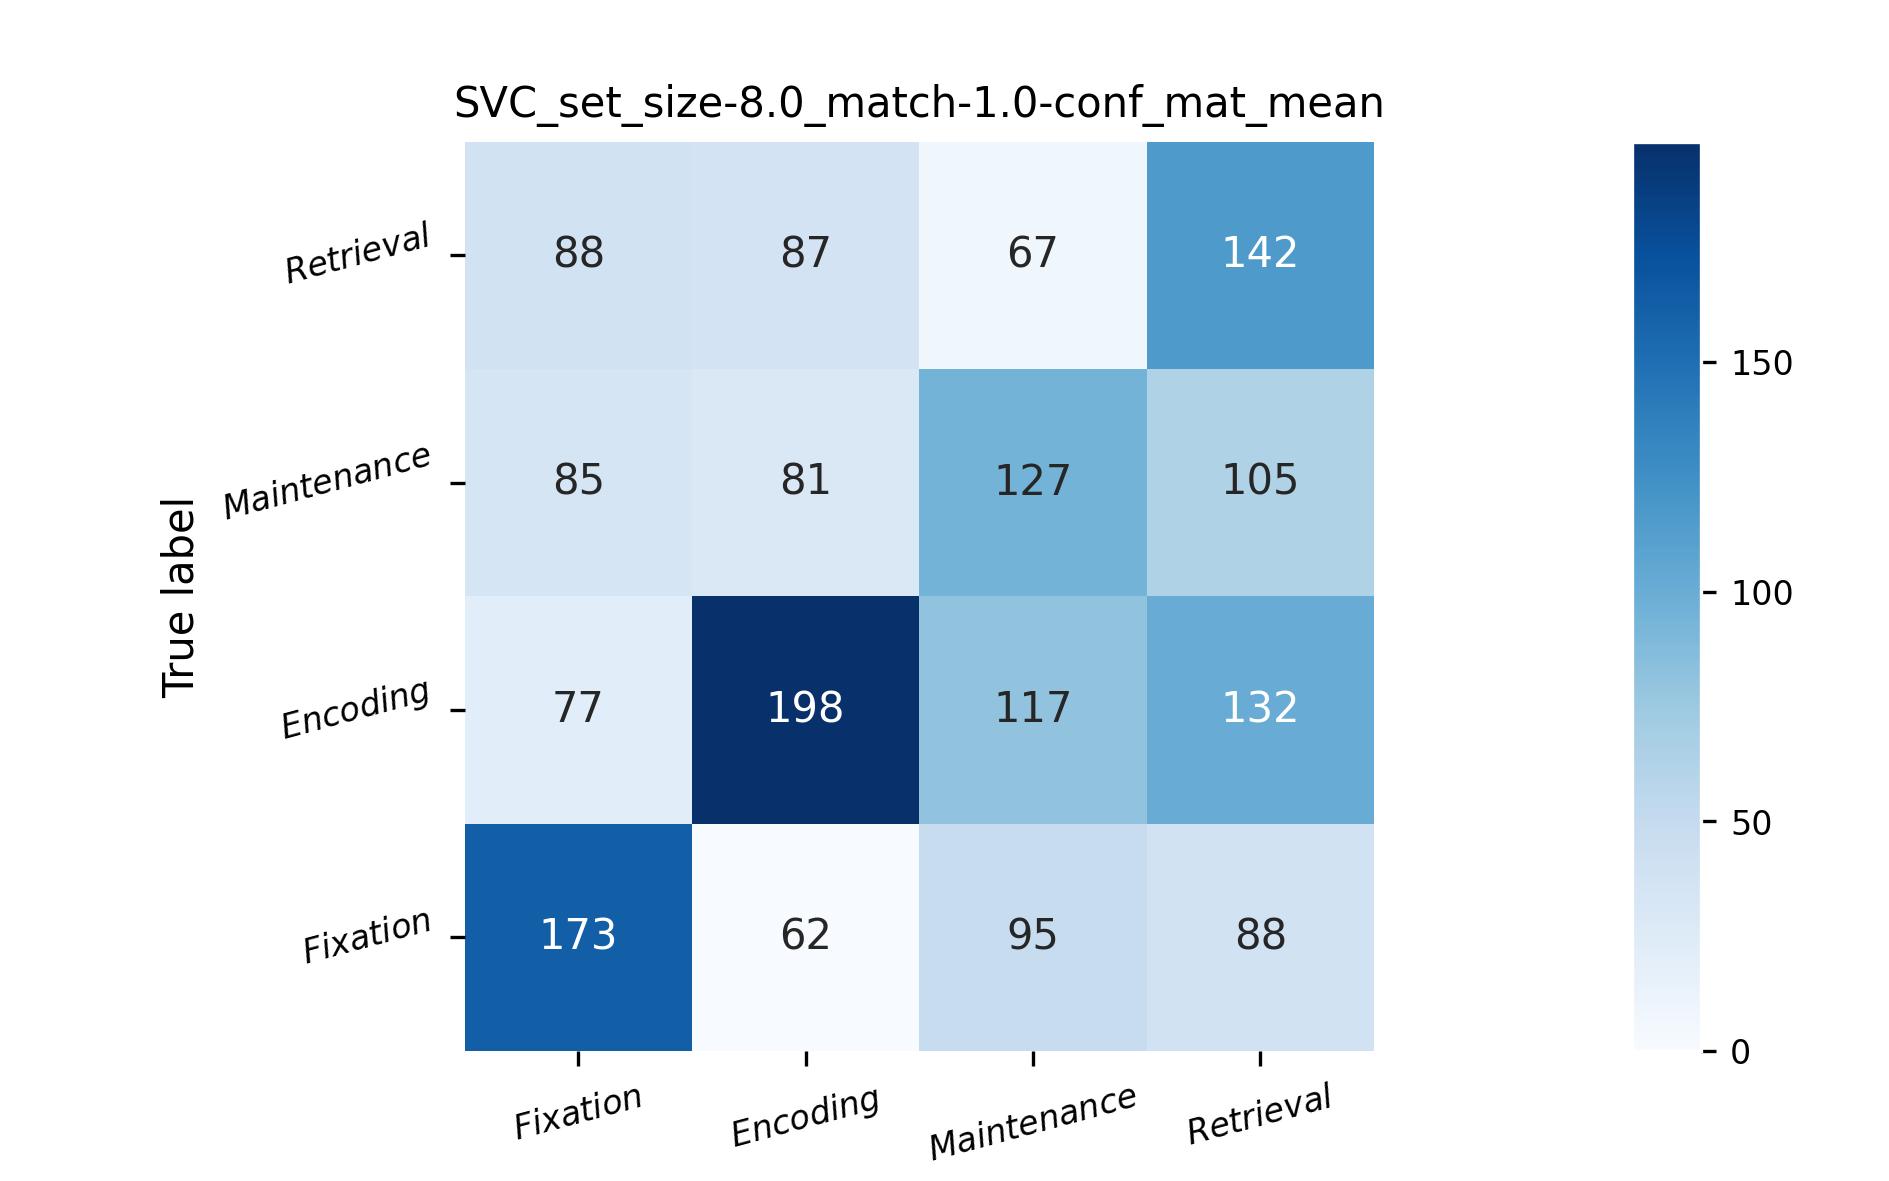 SVC_set_size-8.0_match-1.0-conf_mat_mean
Retrieval
88 87 67 142
Maintenance
85 81 127 105
Encoding
77 198 117 132
Fixation
173 62 95 88
True label
Fixation Encoding Maintenance Retrieval
150
100
50
0